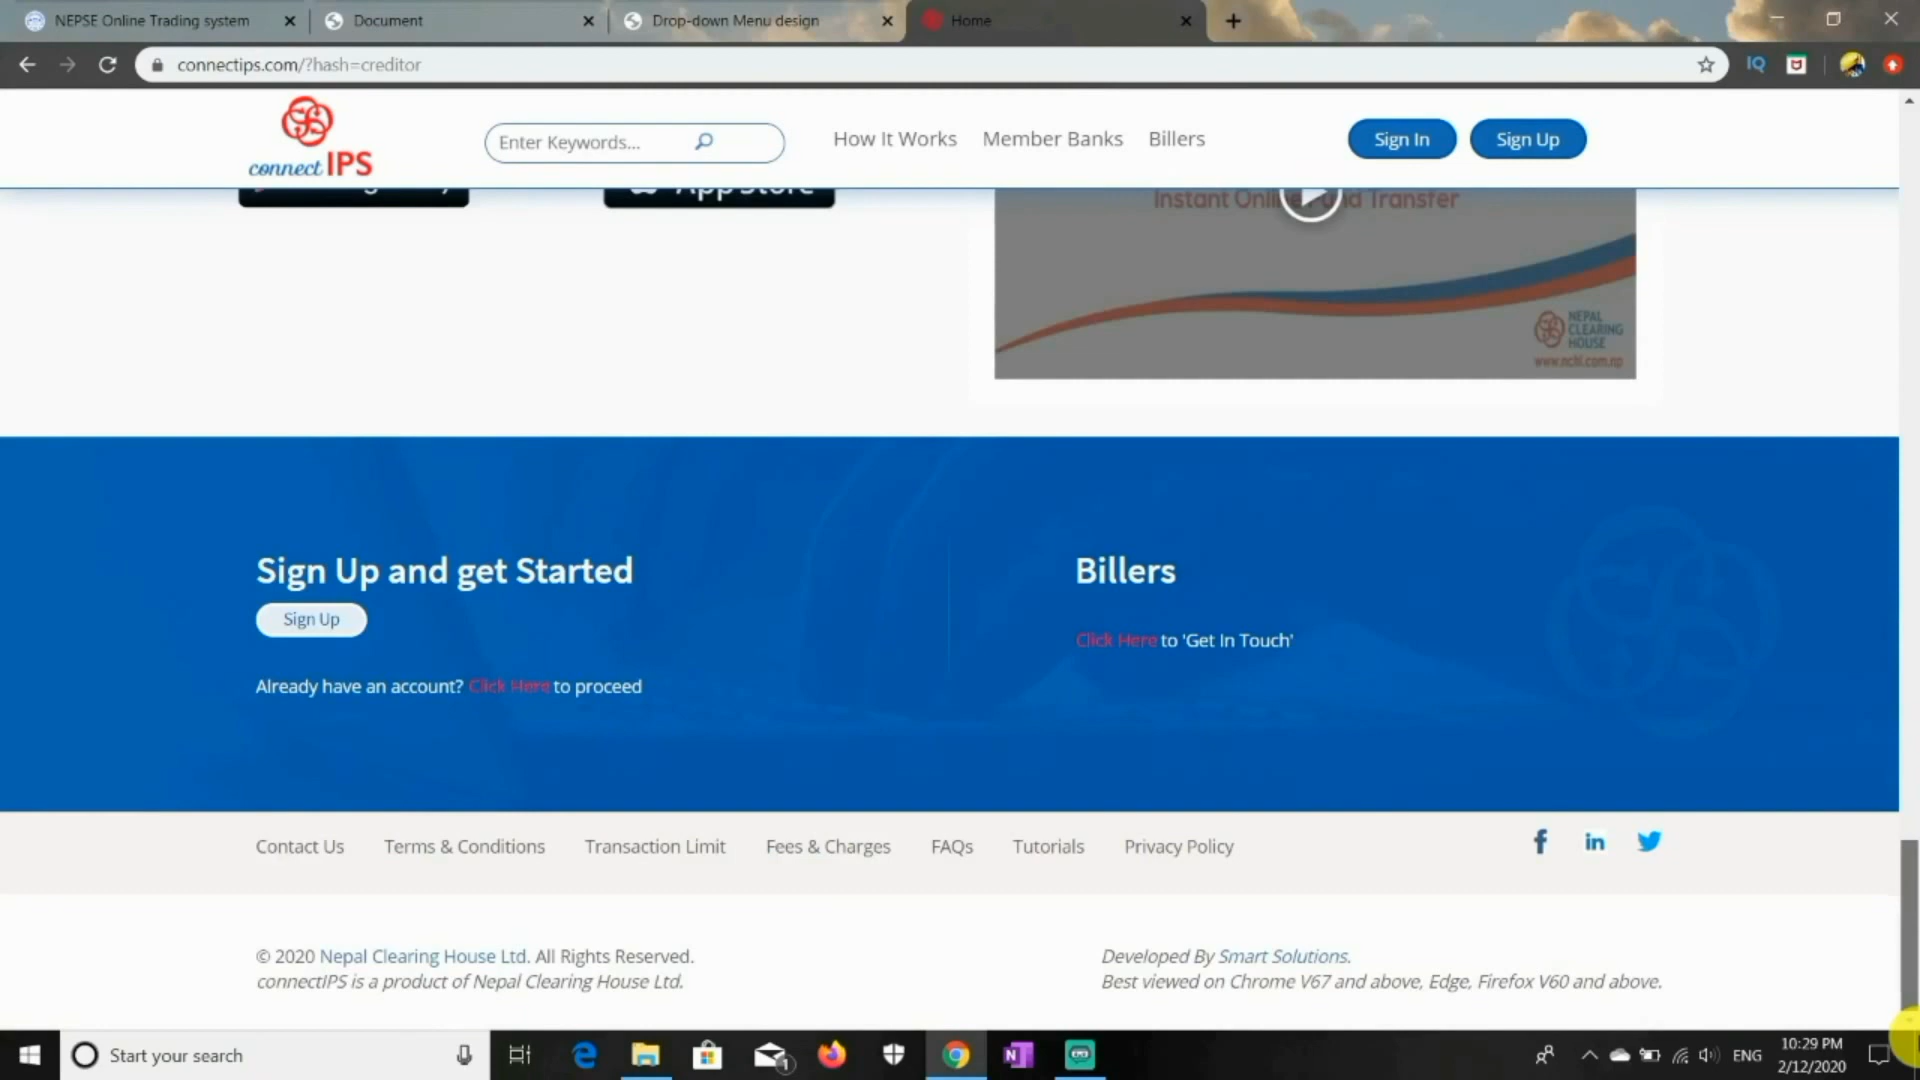 NEPSE Online Trading system
Document
Drop-down Menu design
Home
connectips.com/?hash=creditor
IQ
connect IPS
Enter Keywords...
How It Works
Member Banks
Billers
Sign In
Sign Up
App Store
Instant Online Fund Transfer
NEPAL
CLEARING
HOUSE
www.nchl.com.np
Sign Up and get Started
Sign Up
Already have an account? Click Here to proceed
Billers
Click Here to 'Get In Touch'
Contact Us
Terms & Conditions
Transaction Limit
Fees & Charges
FAQs
Tutorials
Privacy Policy
© 2020 Nepal Clearing House Ltd. All Rights Reserved.
connectIPS is a product of Nepal Clearing House Ltd.
Developed By Smart Solutions.
Best viewed on Chrome V67 and above, Edge, Firefox V60 and above.
Start your search
1
ENG
10:29 PM
2/12/2020